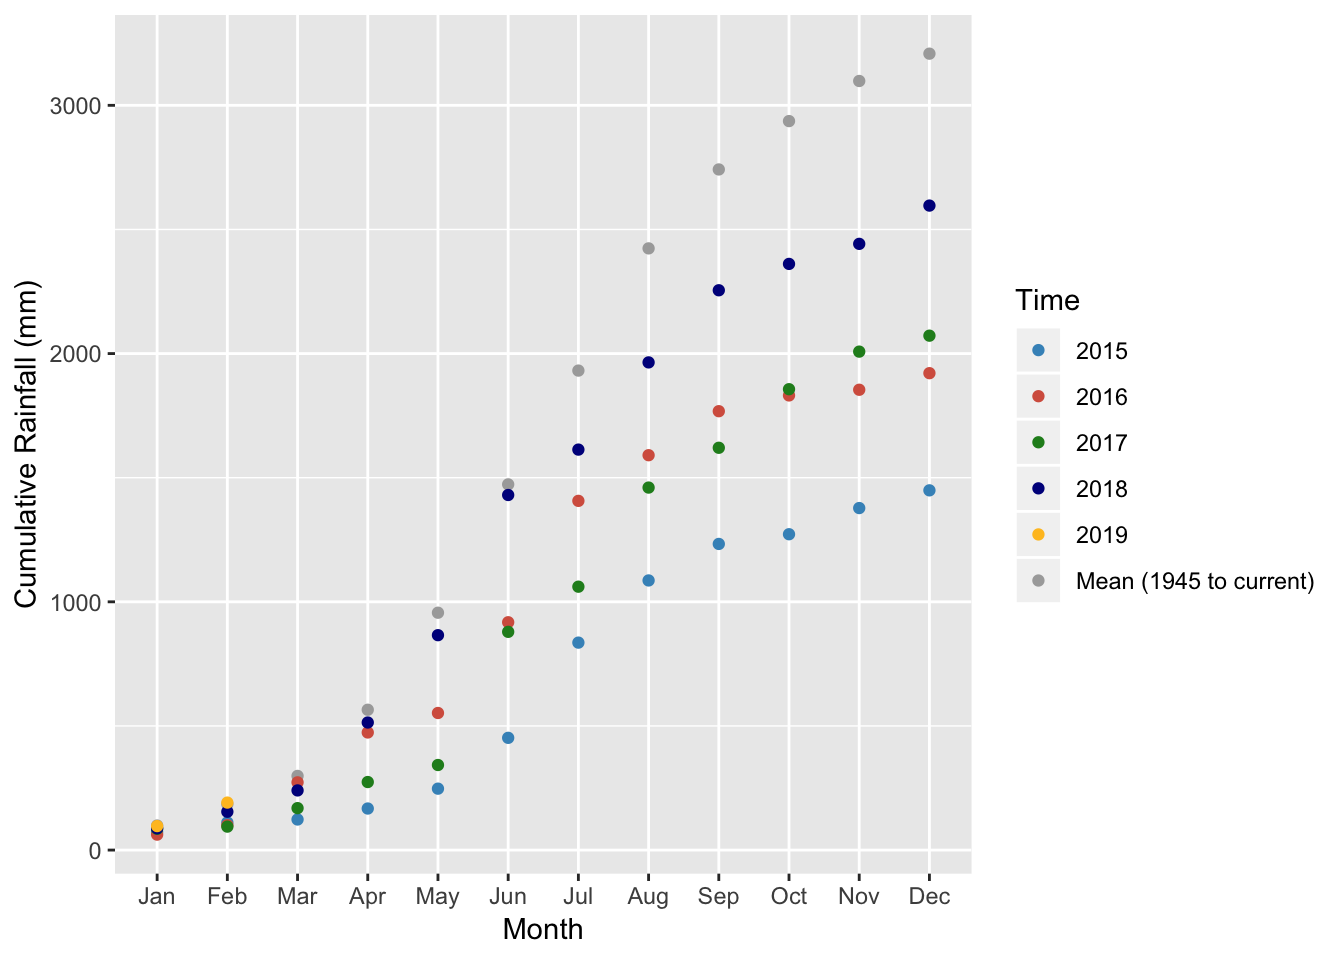 3000
2000
1000
0
Cumulative Rainfall (mm)
Jan Feb Mar Apr May Jun Jul Aug Sep Oct Nov Dec
Month
Time
2015
2016
2017
2018
2019
Mean (1945 to current)